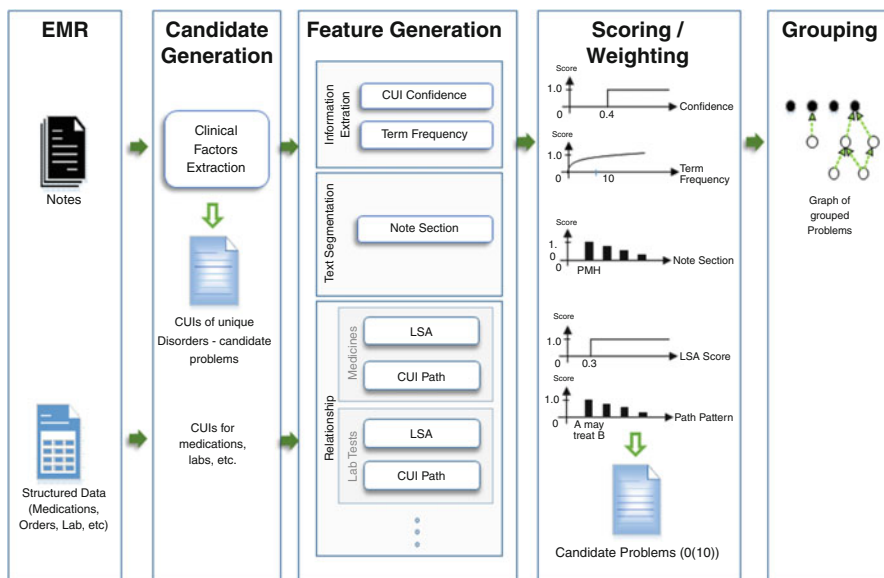 EMR
Notes
Structured Data
(Medications,
Orders, Lab, etc)
Candidate
Generation
Clinical
Factors
Extraction
CUIs of unique
Disorders - candidate
problems
CUIs for
medications,
labs, etc.
Feature Generation
Information
Extration
CUI Confidence
Term Frequency
Text Segmentation
Note Section
Relationship
Medicines
LSA
CUI Path
Lab Tests
LSA
CUI Path
Scoring /
Weighting
Score
1.0
0
0.4
Confidence
Score
1.0
0
10
Term
Frequency
Score
1.
0
0
PMH
Note Section
Score
1.0
0
0.3
LSA Score
Score
1.0
0
A may
treat B
Path Pattern
Candidate Problems (0(10))
Grouping
Graph of
grouped
Problems